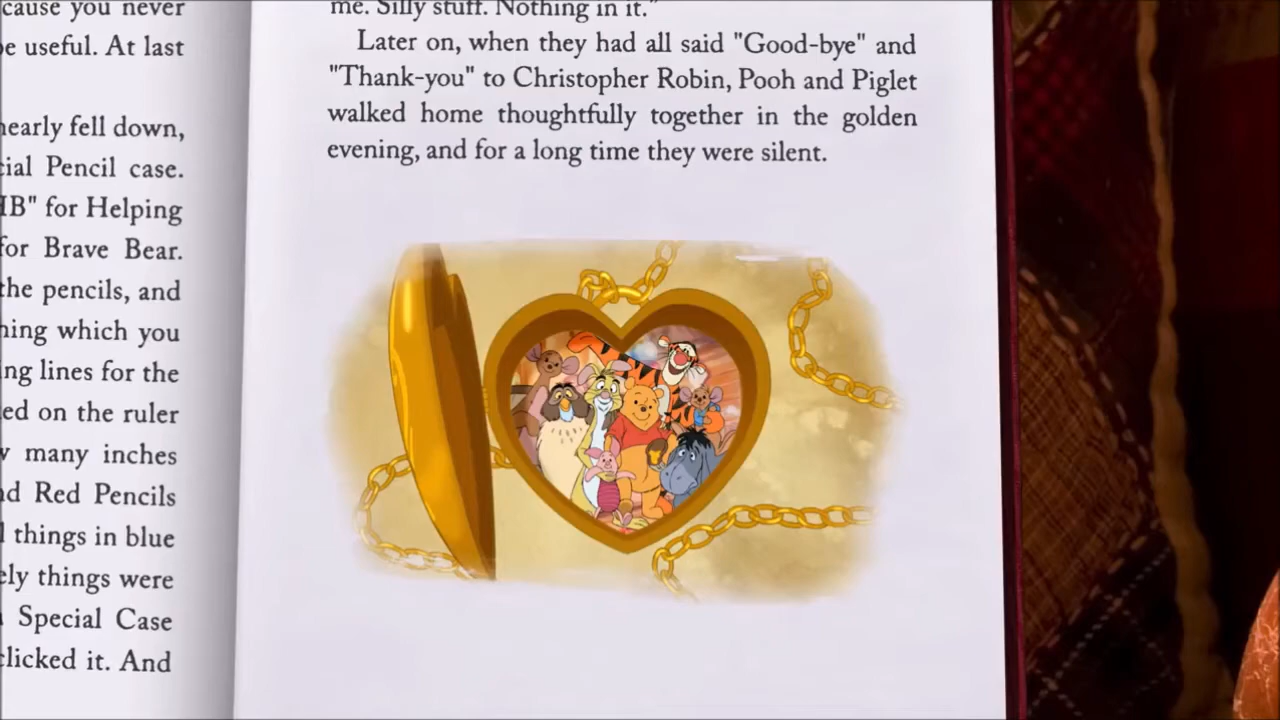 cause you never
e useful. At last
nearly fell down,
cial Pencil case.
IB" for Helping
for Brave Bear.
the pencils, and
hing which you
ing lines for the
ed on the ruler
many inches
nd Red Pencils
things in blue
ely things were
Special Case
clicked it. And
me. Silly stuff. Nothing in it."
Later on, when they had all said "Good-bye" and
"Thank-you" to Christopher Robin, Pooh and Piglet
walked home thoughtfully together in the golden
evening, and for a long time they were silent.